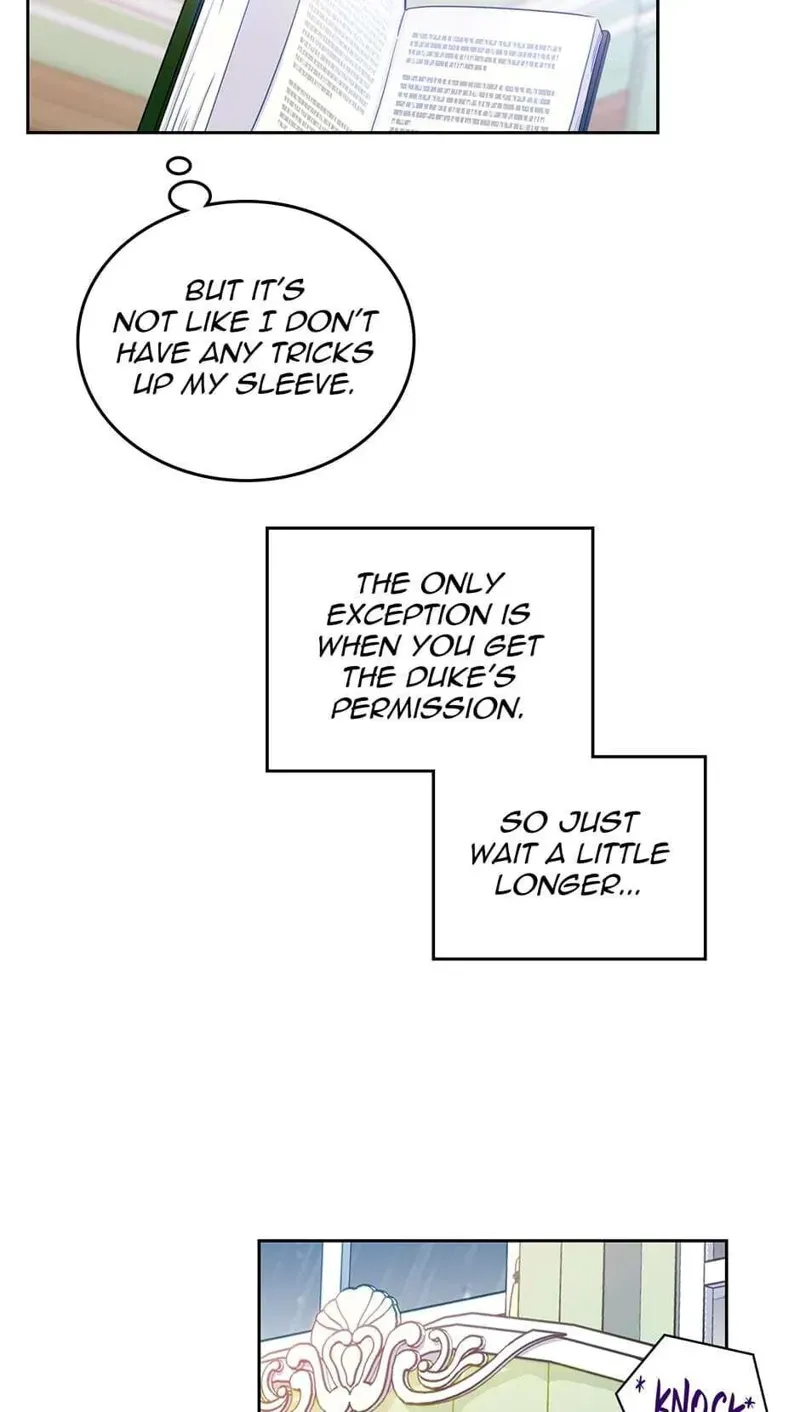 BUT IT'S
NOT LIKE I DON'T
HAVE ANY TRICKS
UP MY SLEEVE.
THE ONLY
EXCEPTION IS
WHEN YOU GET
THE DUKE'S
PERMISSION.
SO JUST
WAIT A LITTLE
LONGER...
*KNOCK*